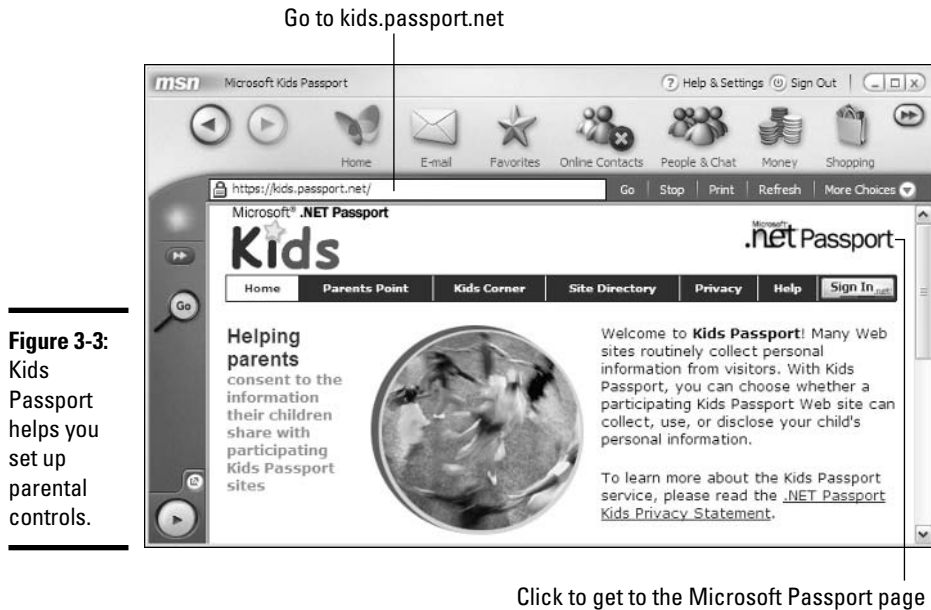 Go to kids.passport.net
msn Microsoft Kids Passport
? Help & Settings Sign Out
Home E-mail Favorites Online Contacts People & Chat Money Shopping
https://kids.passport.net/
Go Stop Print Refresh More Choices
Microsoft® .NET Passport
Kids
Microsoft®
.net Passport
Home Parents Point Kids Corner Site Directory Privacy Help Sign In .net
Go
Helping
parents
consent to the
information
their children
share with
participating
Kids Passport
sites
Welcome to Kids Passport! Many Web
sites routinely collect personal
information from visitors. With Kids
Passport, you can choose whether a
participating Kids Passport Web site can
collect, use, or disclose your child's
personal information.
To learn more about the Kids Passport
service, please read the .NET Passport
Kids Privacy Statement.
Figure 3-3:
Kids
Passport
helps you
set up
parental
controls.
Click to get to the Microsoft Passport page